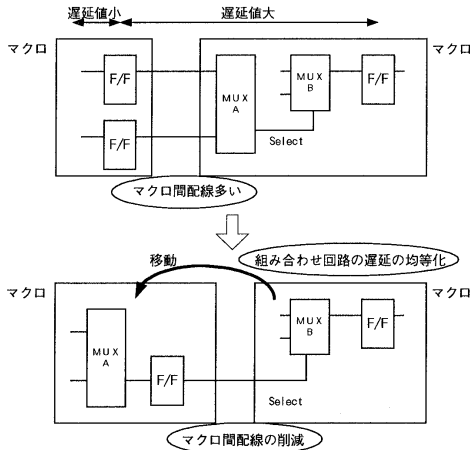 遅延値小
遅延値大
マクロ
マクロ
F/F
MUX
A
MUX
B
F/F
F/F
Select
マクロ間配線多い
移動
組み合わせ回路の遅延の均等化
マクロ
マクロ
MUX
A
F/F
MUX
B
F/F
Select
マクロ間配線の削減